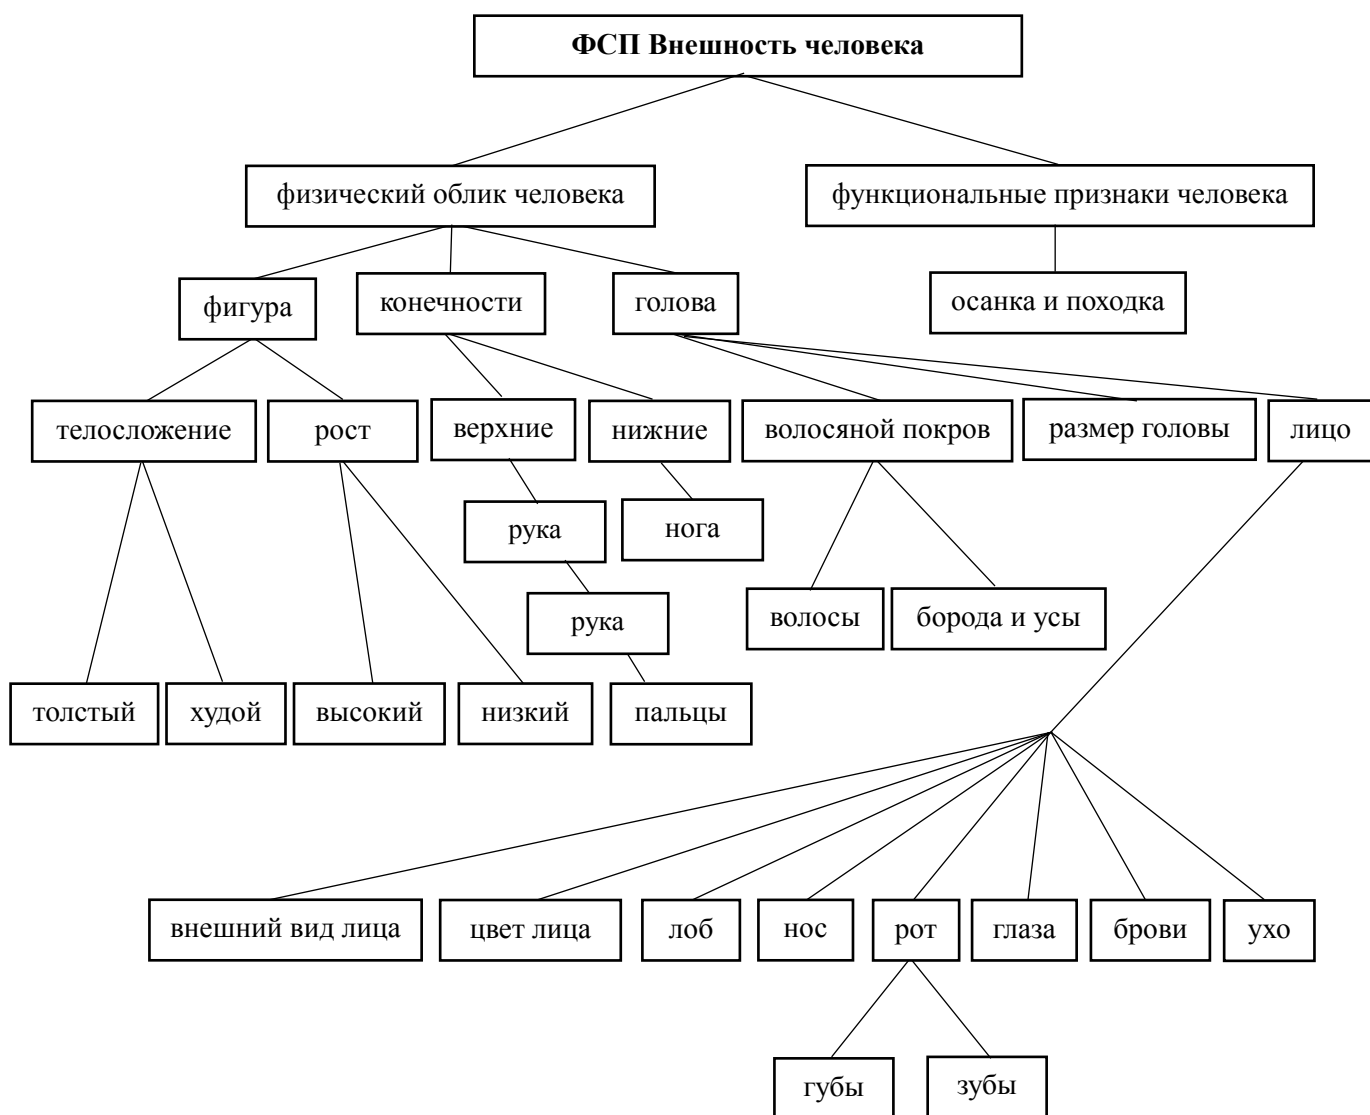 ФСП Внешность человека
физический облик человека
функциональные признаки человека
фигура
конечности
голова
осанка и походка
телосложение
рост
верхние
нижние
волосяной покров
размер головы
лицо
рука
нога
рука
волосы
борода и усы
толстый
худой
высокий
низкий
пальцы
внешний вид лица
цвет лица
лоб
нос
рот
глаза
брови
ухо
губы
зубы